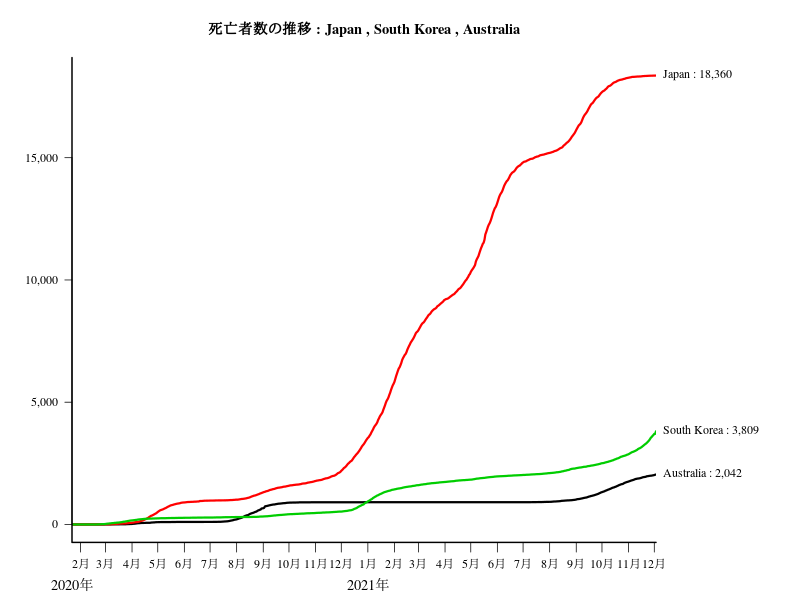 死亡者数の推移 : Japan , South Korea , Australia
Japan : 18,360
15,000
10,000
5,000
South Korea : 3,809
Australia : 2,042
0
2月 3月 4月 5月 6月 7月 8月 9月 10月 11月 12月 1月 2月 3月 4月 5月 6月 7月 8月 9月 10月 11月 12月
2020年 2021年